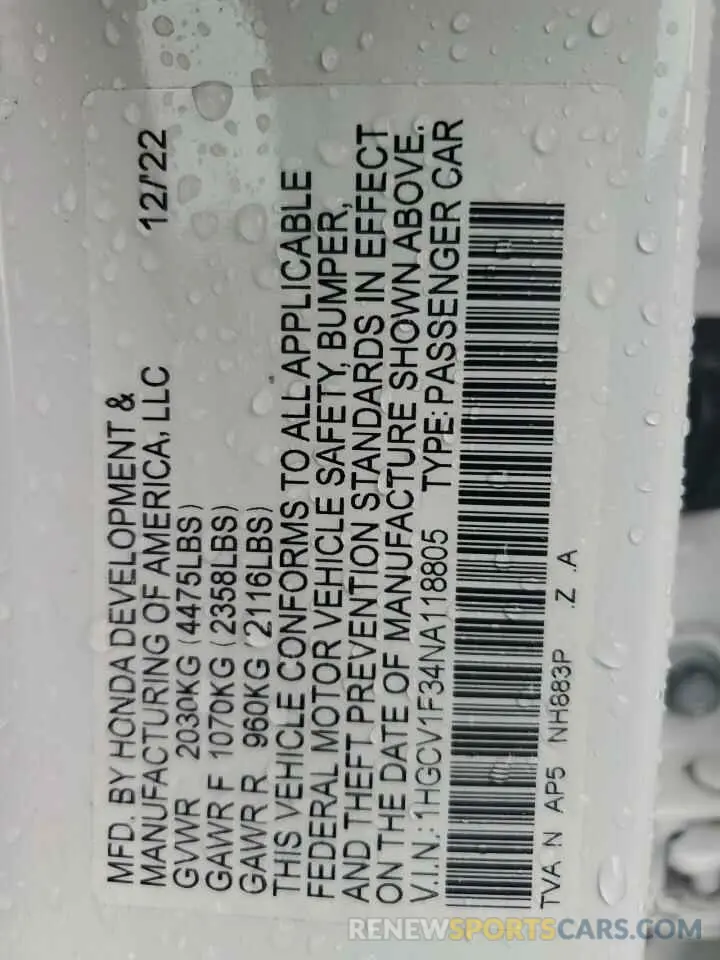 MFD. BY HONDA DEVELOPMENT &
MANUFACTURING OF AMERICA, LLC 12/'22
GVWR 2030KG (4475LBS)
GAWR F 1070KG (2358LBS)
GAWR R 960KG (2116LBS)
THIS VEHICLE CONFORMS TO ALL APPLICABLE
FEDERAL MOTOR VEHICLE SAFETY, BUMPER,
AND THEFT PREVENTION STANDARDS IN EFFECT
ON THE DATE OF MANUFACTURE SHOWN ABOVE.
V.I.N.: 1HGCV1F34NA118805 TYPE: PASSENGER CAR
TVA N AP5 NH883P .Z .A
RENEWSPORTSCARS.COM